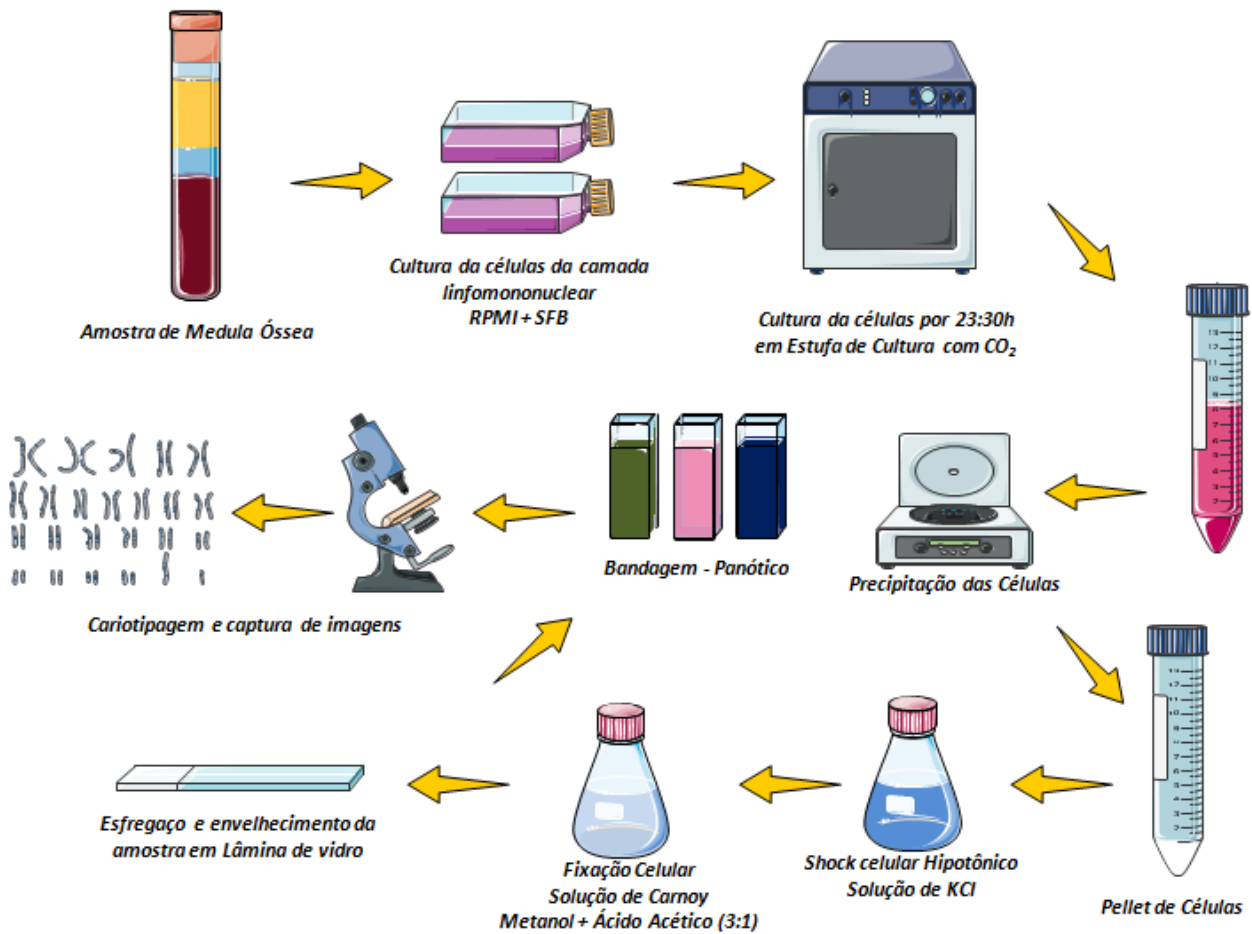 Amostra de Medula Óssea
Cultura da células da camada
linfomononuclear
RPMI + SFB
Cultura da células por 23:30h
em Estufa de Cultura com CO₂
Precipitação das Células
Bandagem - Panótico
Cariotipagem e captura de imagens
Pellet de Células
Shock celular Hipotônico
Solução de KCl
Fixação Celular
Solução de Carnoy
Metanol + Ácido Acético (3:1)
Esfregaço e envelhecimento da
amostra em Lâmina de vidro